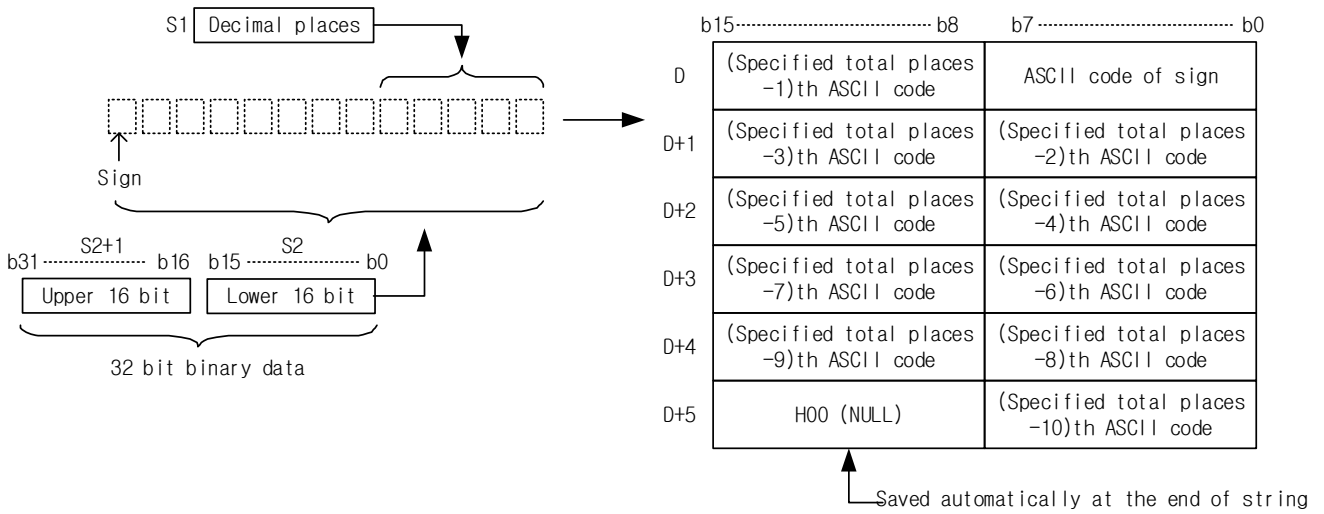 S1 Decimal places
Sign
S2+1 S2
b31 b16 b15 b0
Upper 16 bit Lower 16 bit
32 bit binary data
b15 b8 b7 b0
D
(Specified total places
-1)th ASCII code
ASCII code of sign
D+1
(Specified total places
-3)th ASCII code
(Specified total places
-2)th ASCII code
D+2
(Specified total places
-5)th ASCII code
(Specified total places
-4)th ASCII code
D+3
(Specified total places
-7)th ASCII code
(Specified total places
-6)th ASCII code
D+4
(Specified total places
-9)th ASCII code
(Specified total places
-8)th ASCII code
D+5
H00 (NULL)
(Specified total places
-10)th ASCII code
Saved automatically at the end of string